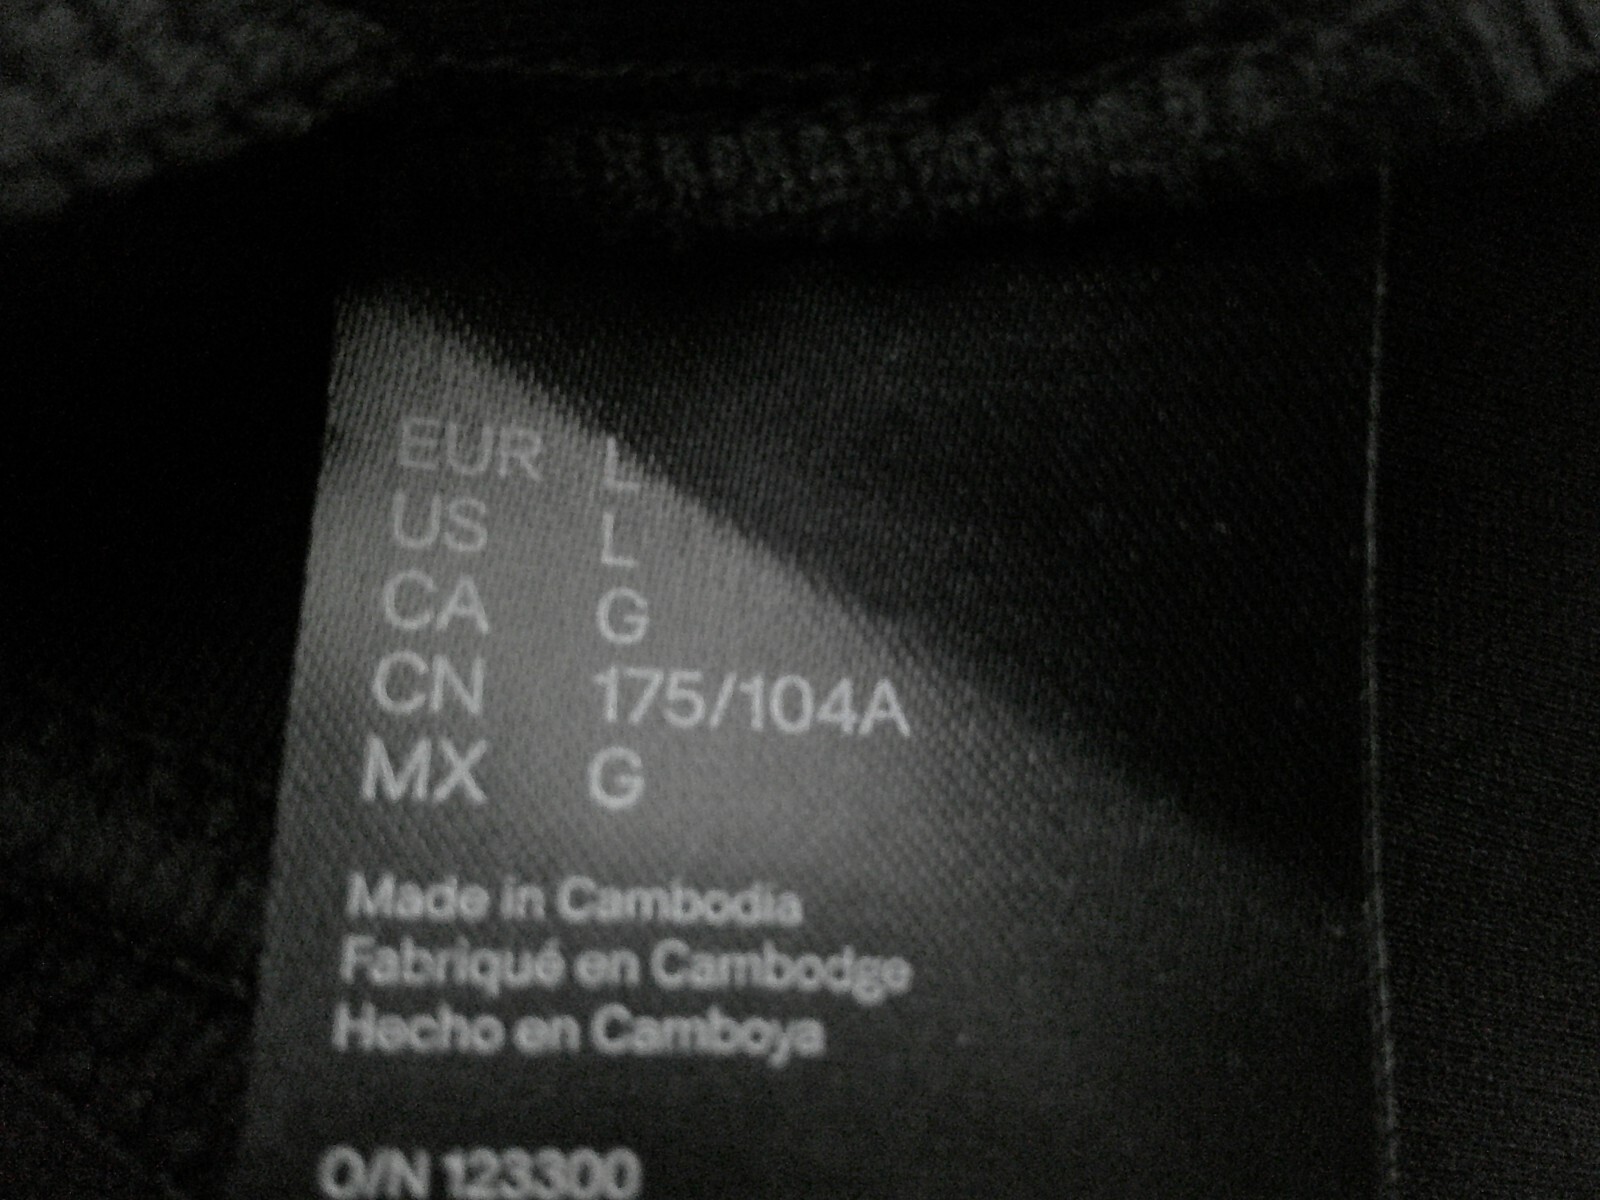 EUR L
US L
CA G
CN 175/104A
MX G
Made in Cambodia
Fabriqué en Cambodge
Hecho en Camboya
O/N 123300